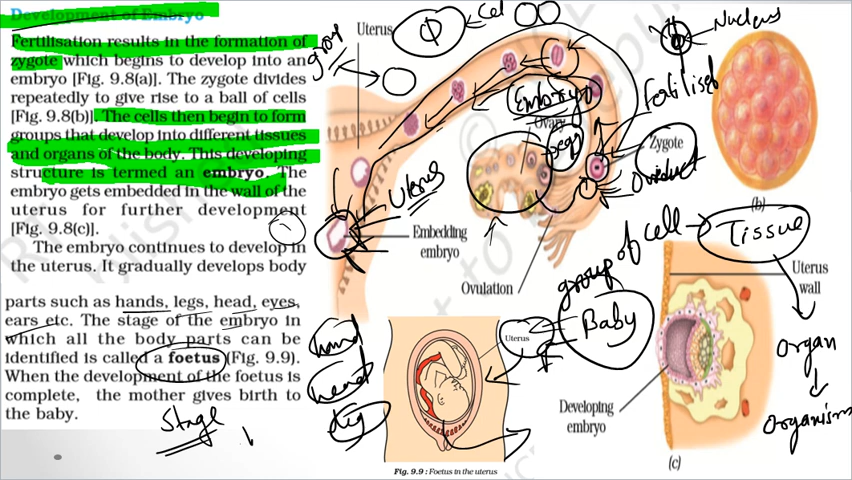 Development of Embryo
Fertilisation results in the formation of
zygote which begins to develop into an
embryo [Fig. 9.8(a)]. The zygote divides
repeatedly to give rise to a ball of cells
[Fig. 9.8(b)]. The cells then begin to form
groups that develop into different tissues
and organs of the body. This developing
structure is termed an embryo. The
embryo gets embedded in the wall of the
uterus for further development
[Fig. 9.8(c)].
The embryo continues to develop in
the uterus. It gradually develops body
parts such as hands, legs, head, eyes,
ears etc. The stage of the embryo in
which all the body parts can be
identified is called a foetus (Fig. 9.9).
When the development of the foetus is
complete, the mother gives birth to
the baby.
Stage
group
Uterus
Cell
Nucleus
Embryo
fertilised
Ovary
egg
Zygote
Oviduct
Uterus
Embedding
embryo
Ovulation
(b)
group of cell
Tissue
Organ
Organism
Baby
Uterus
hand
head
leg
Fig. 9.9 : Foetus in the uterus
Uterus
wall
Developing
embryo
(c)